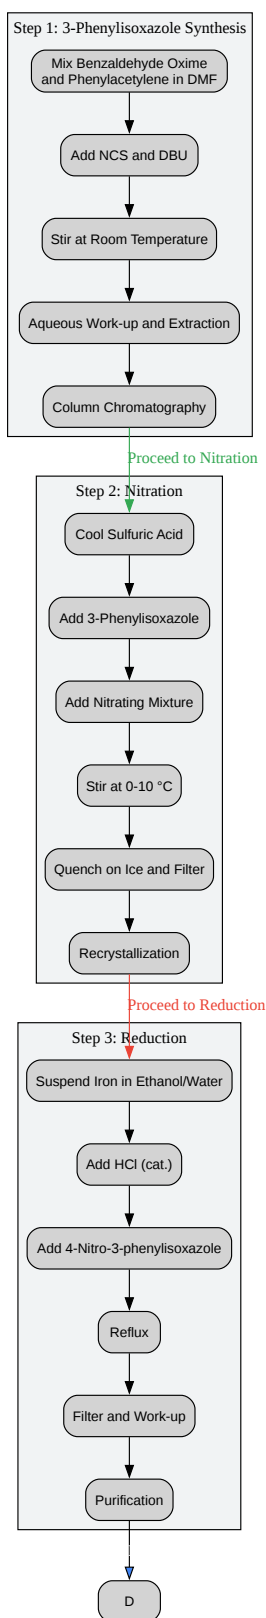 Step 1: 3-Phenylisoxazole Synthesis
Mix Benzaldehyde Oxime
and Phenylacetylene in DMF
Add NCS and DBU
Stir at Room Temperature
Aqueous Work-up and Extraction
Column Chromatography
Proceed to Nitration
Step 2: Nitration
Cool Sulfuric Acid
Add 3-Phenylisoxazole
Add Nitrating Mixture
Stir at 0-10 °C
Quench on Ice and Filter
Recrystallization
Proceed to Reduction
Step 3: Reduction
Suspend Iron in Ethanol/Water
Add HCl (cat.)
Add 4-Nitro-3-phenylisoxazole
Reflux
Filter and Work-up
Purification
D